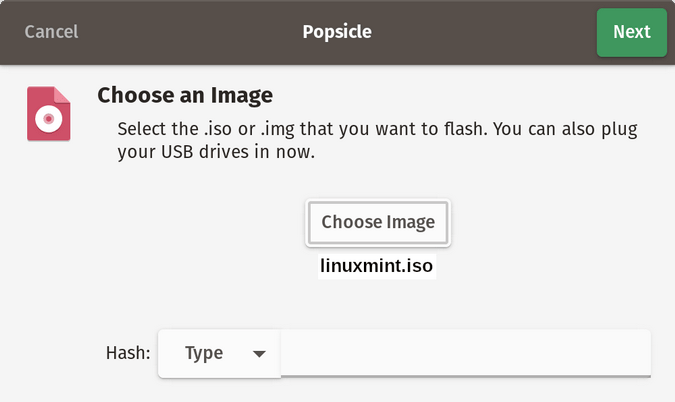 Cancel
Popsicle
Next
Choose an Image
Select the .iso or .img that you want to flash. You can also plug
your USB drives in now.
Choose Image
linuxmint.iso
Hash:
Type